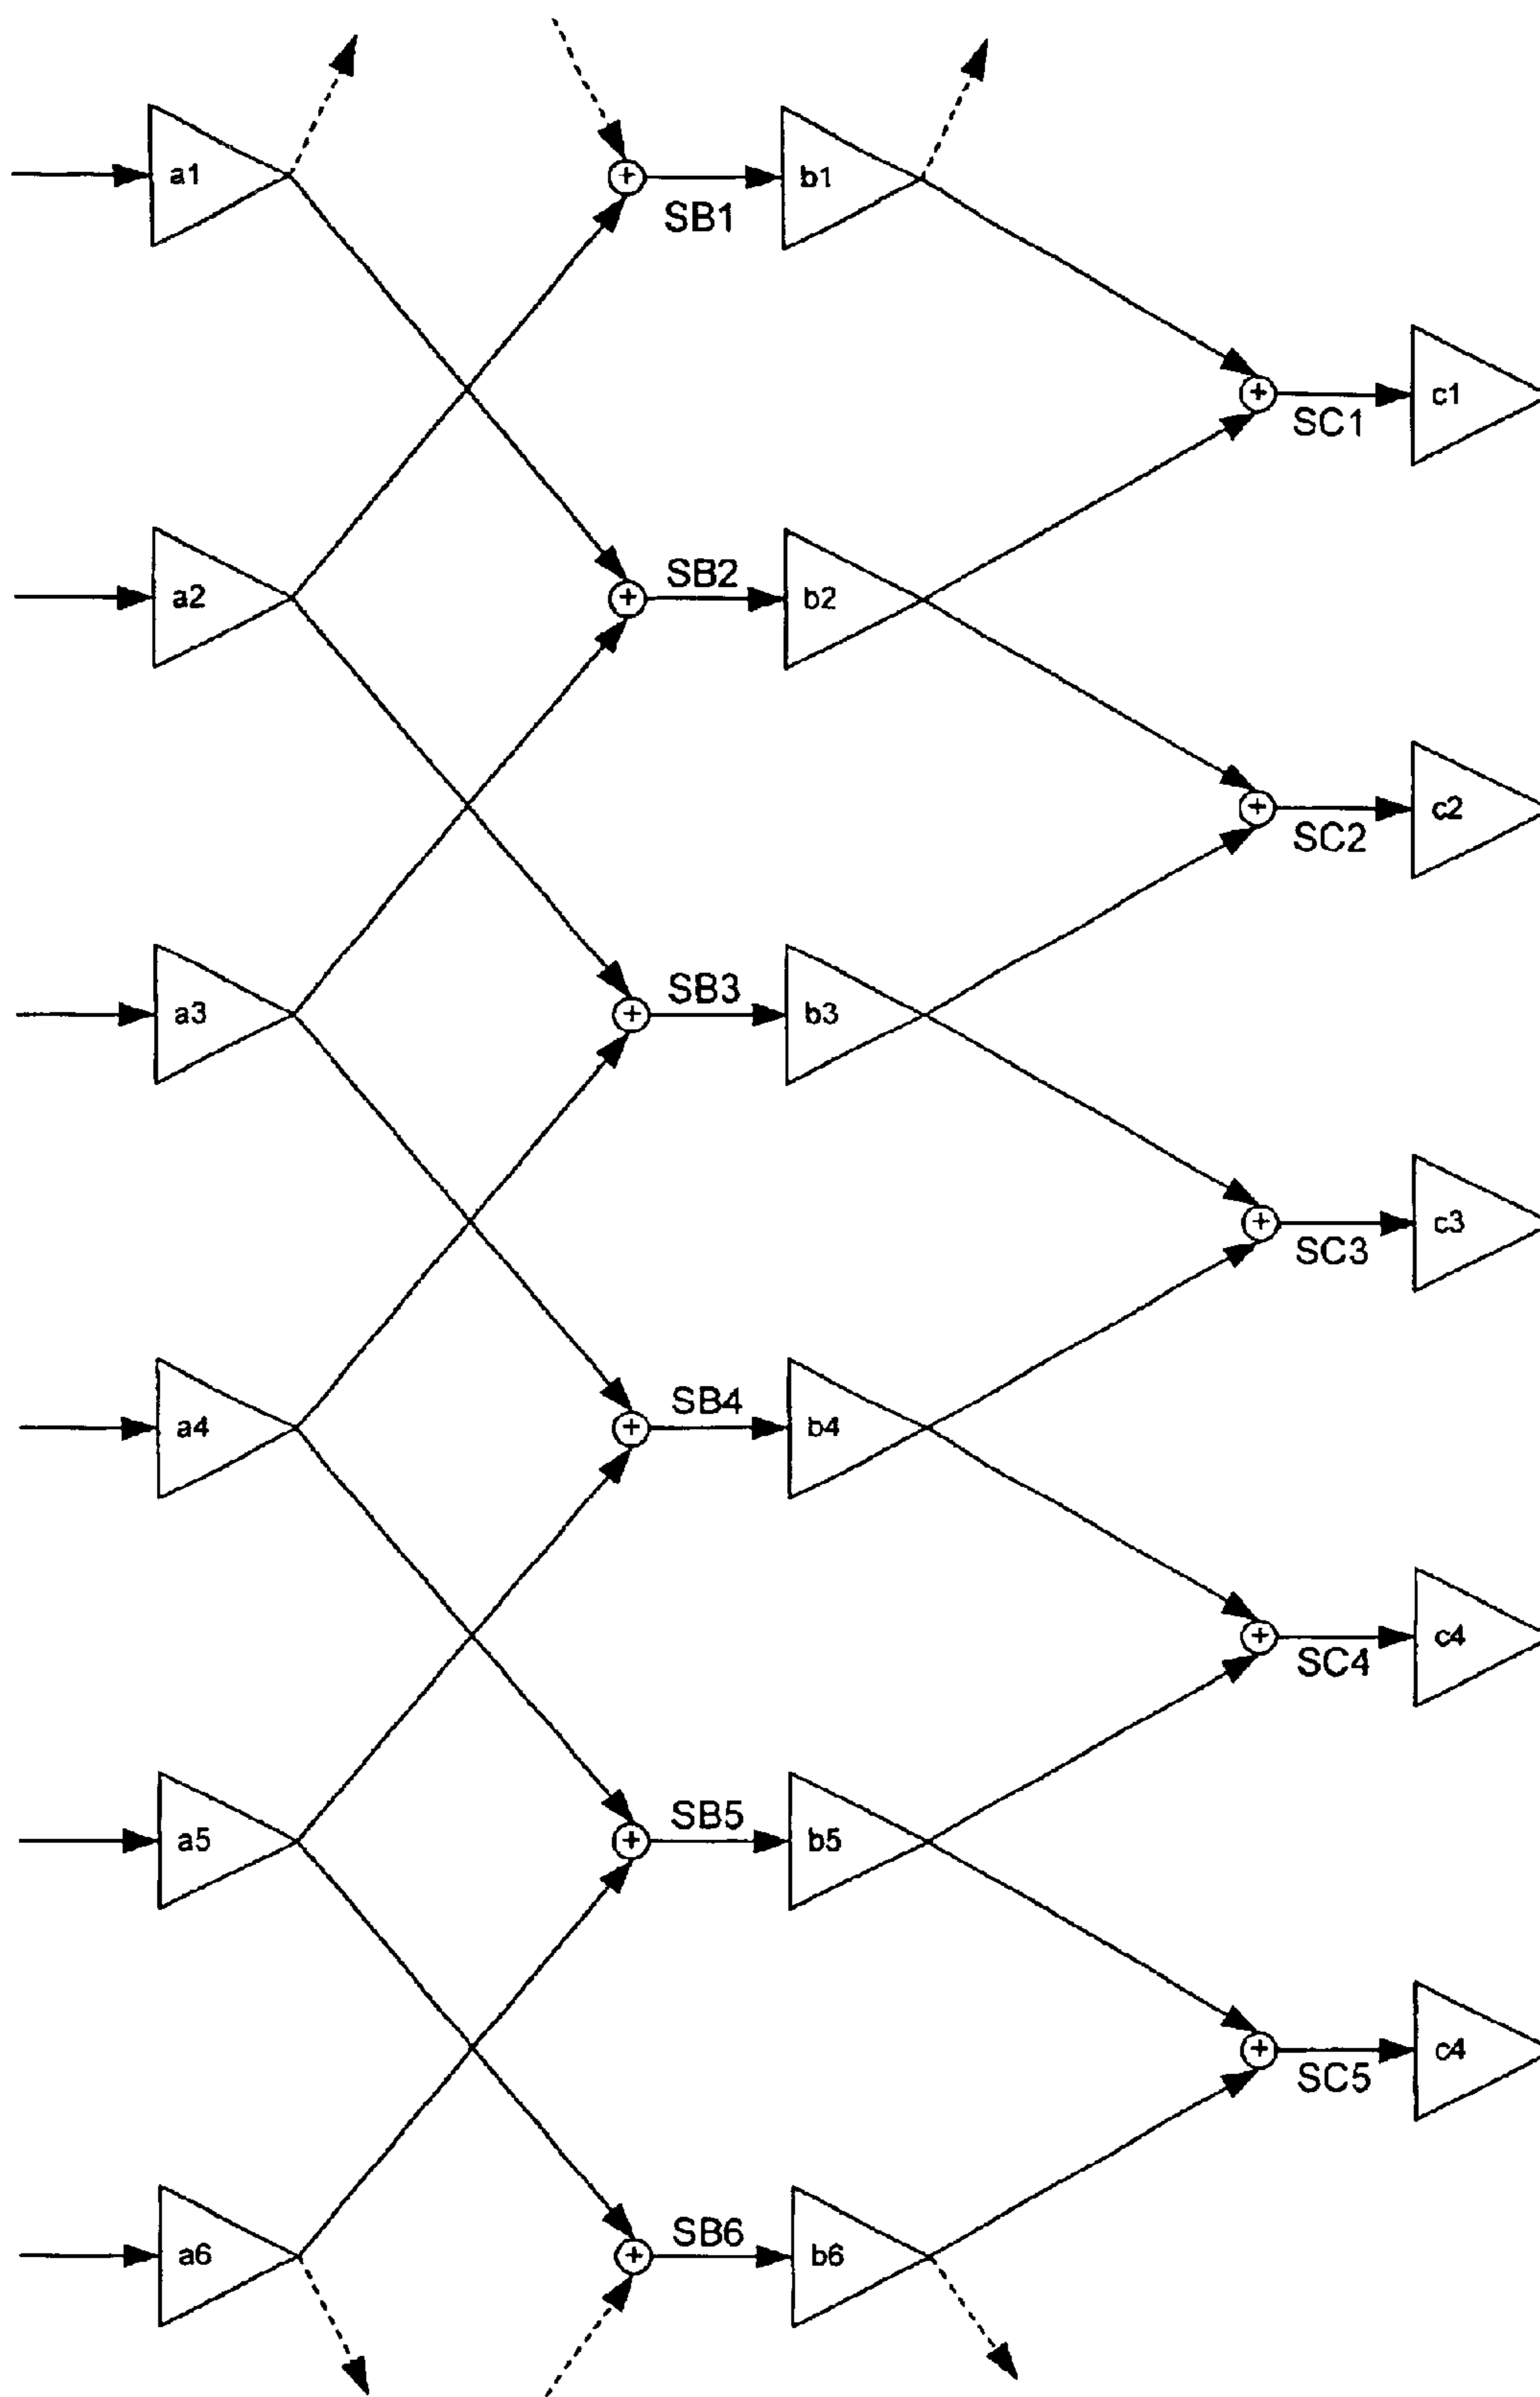 a1
+
SB1
b1
+
SC1
c1
a2
+
SB2
b2
+
SC2
c2
a3
+
SB3
b3
+
SC3
c3
a4
+
SB4
b4
+
SC4
c4
a5
+
SB5
b5
+
SC5
c4
a6
+
SB6
b6